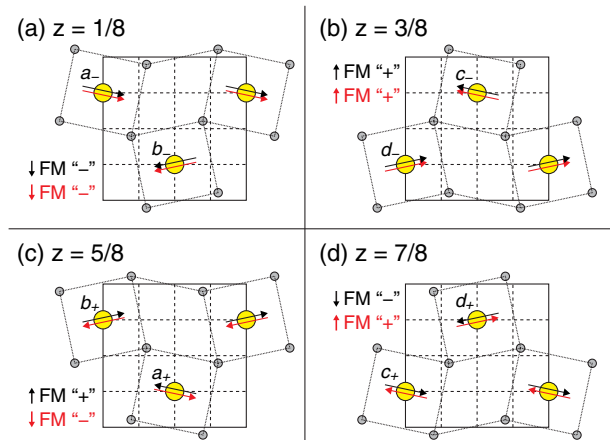 (a) z = 1/8
a₋
b₋
↓ FM “–”
↓ FM “–”
(b) z = 3/8
↑ FM “+”
↑ FM “+”
c₋
d₋
(c) z = 5/8
b₊
a₊
↑ FM “+”
↓ FM “–”
(d) z = 7/8
↓ FM “–”
↑ FM “+”
d₊
c₊